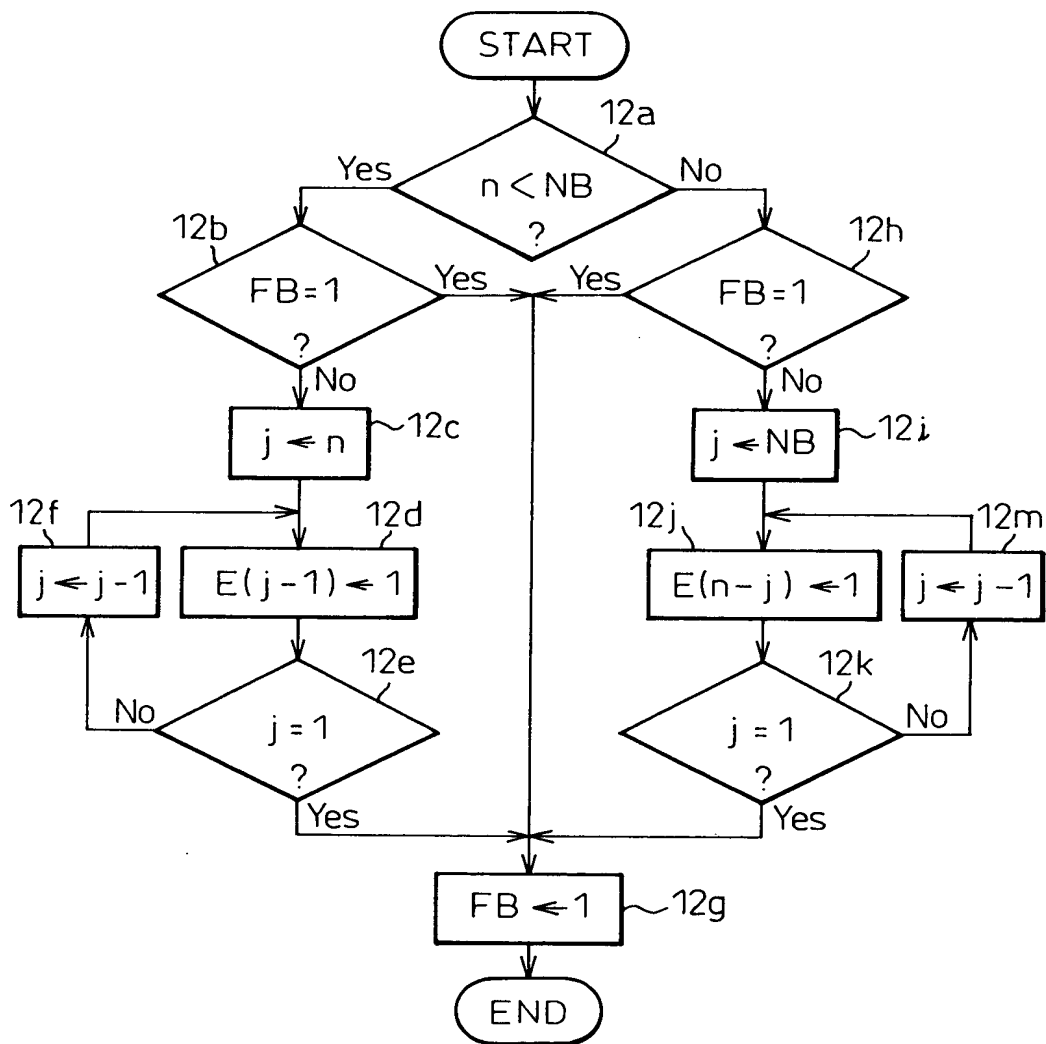 START
12a
n < NB
?
Yes
No
12b
FB=1
?
Yes
No
12h
FB=1
?
Yes
No
j ← n
12c
j ← NB
12i
12f
j ← j-1
12d
E(j-1) ← 1
12j
E(n-j) ← 1
12m
j ← j-1
12e
j = 1
?
No
Yes
12k
j = 1
?
No
Yes
FB ← 1
12g
END